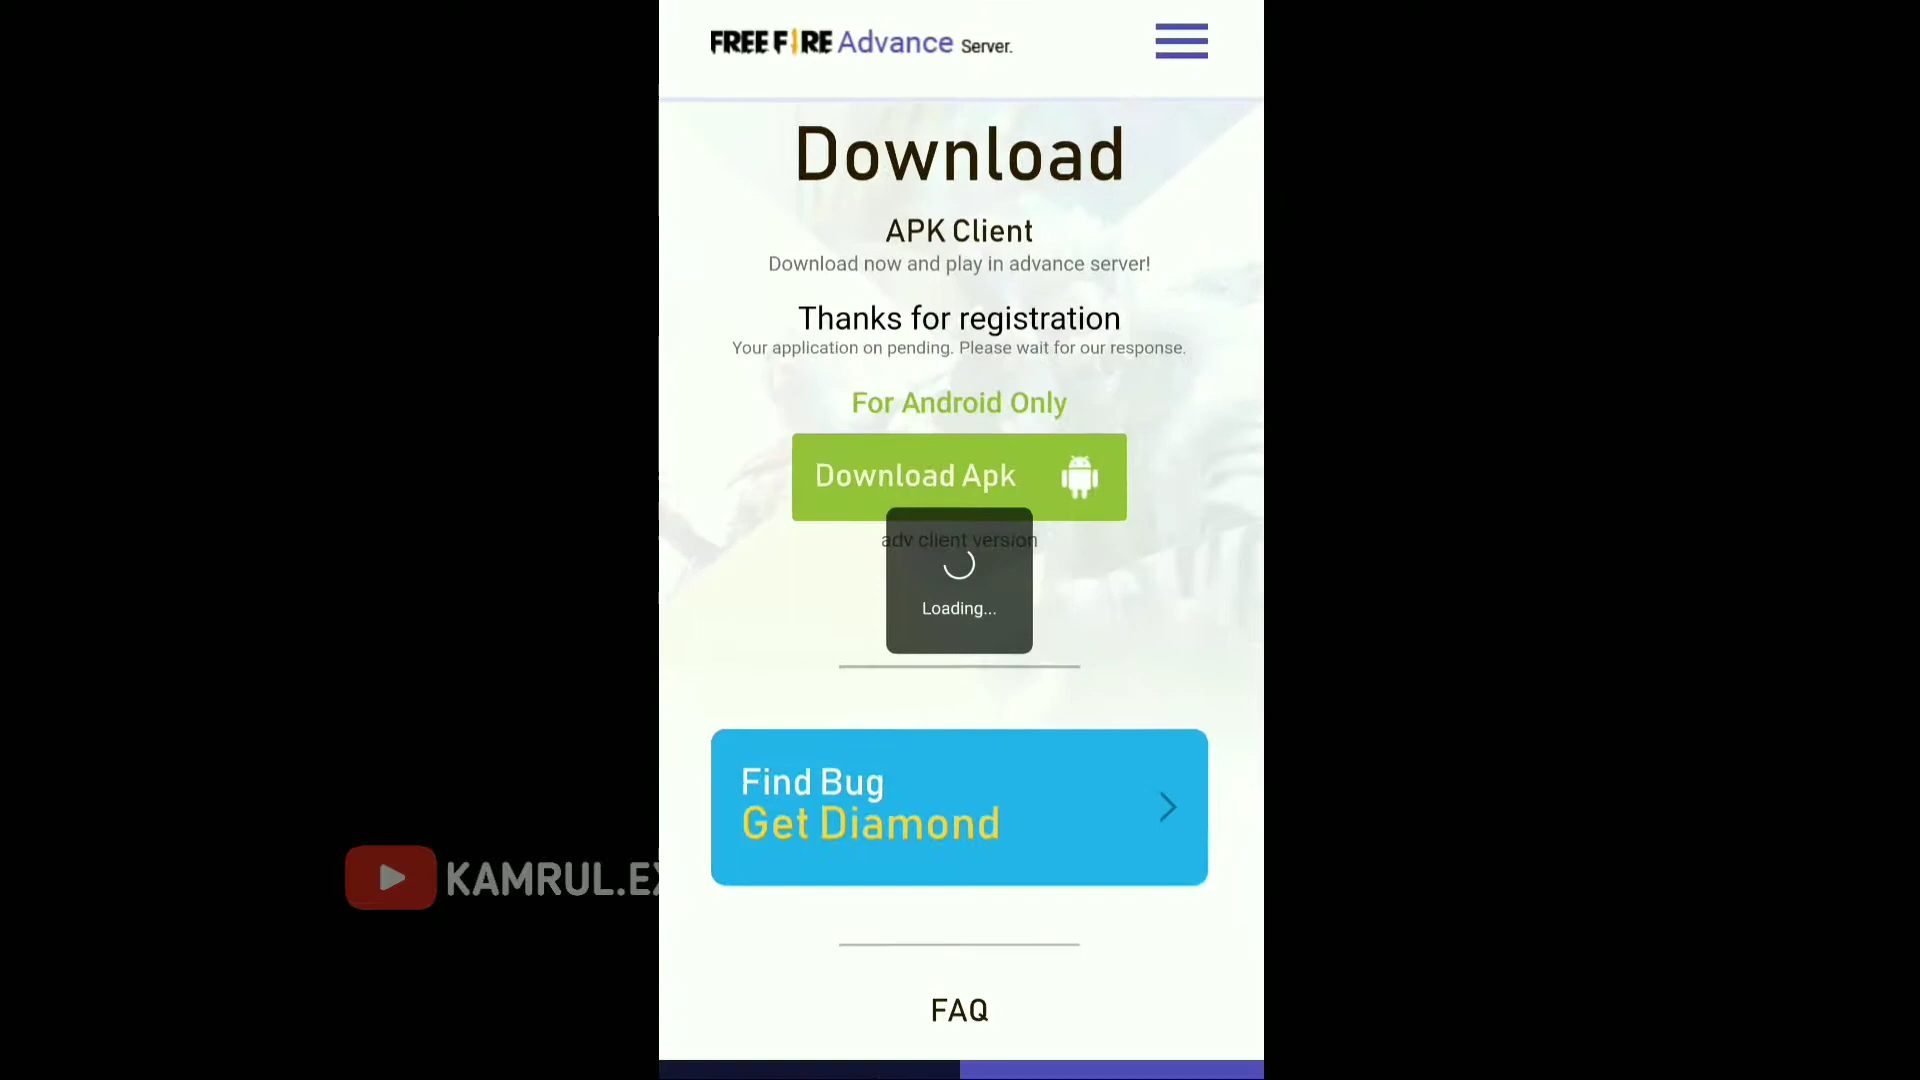 FREE FIRE Advance Server.
Download
APK Client
Download now and play in advance server!
Thanks for registration
Your application on pending. Please wait for our response.
For Android Only
Download Apk
adv client version
Loading...
Find Bug
Get Diamond
KAMRUL.EX
FAQ